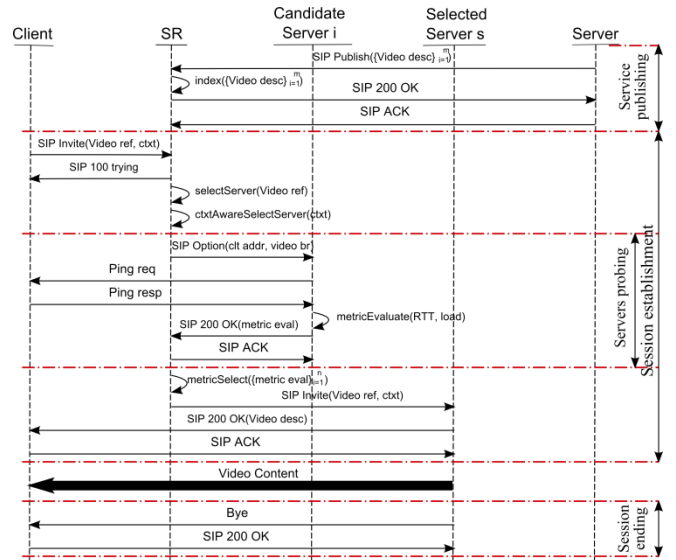 Client
SR
Candidate
Server i
Selected
Server s
Server
SIP Publish({Video desc} m i=1)
index({Video desc} m i=1)
SIP 200 OK
SIP ACK
Service
publishing
SIP Invite(Video ref, ctxt)
SIP 100 trying
selectServer(Video ref)
ctxtAwareSelectServer(ctxt)
SIP Option(clt addr, video br)
Ping req
Ping resp
metricEvaluate(RTT, load)
SIP 200 OK(metric eval)
SIP ACK
Servers probing
Session establishment
metricSelect({metric eval} n i=1)
SIP Invite(Video ref, ctxt)
SIP 200 OK(Video desc)
SIP ACK
Video Content
Bye
SIP 200 OK
Session
ending